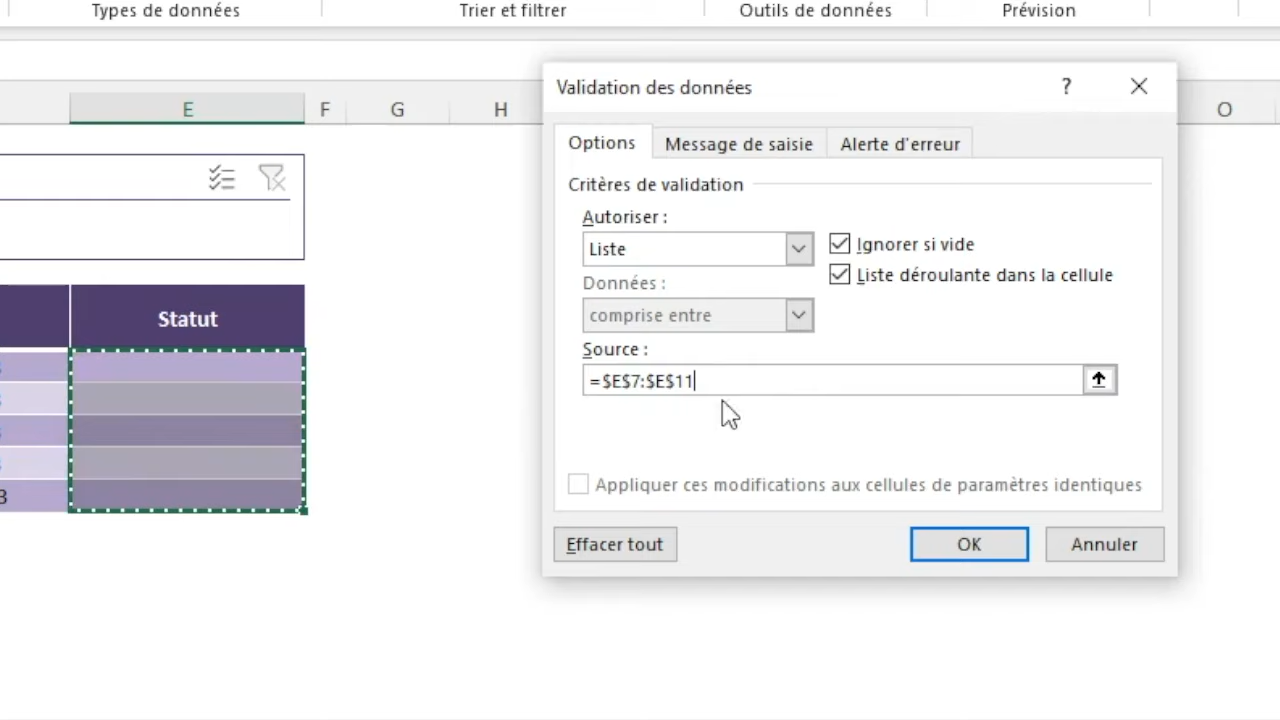 Types de données
Trier et filtrer
Outils de données
Prévision
E
F
G
H
O
Validation des données
?
Options
Message de saisie
Alerte d'erreur
Critères de validation
Autoriser :
Liste
Ignorer si vide
Liste déroulante dans la cellule
Données :
comprise entre
Source :
=$E$7:$E$11
Statut
3
Appliquer ces modifications aux cellules de paramètres identiques
Effacer tout
OK
Annuler